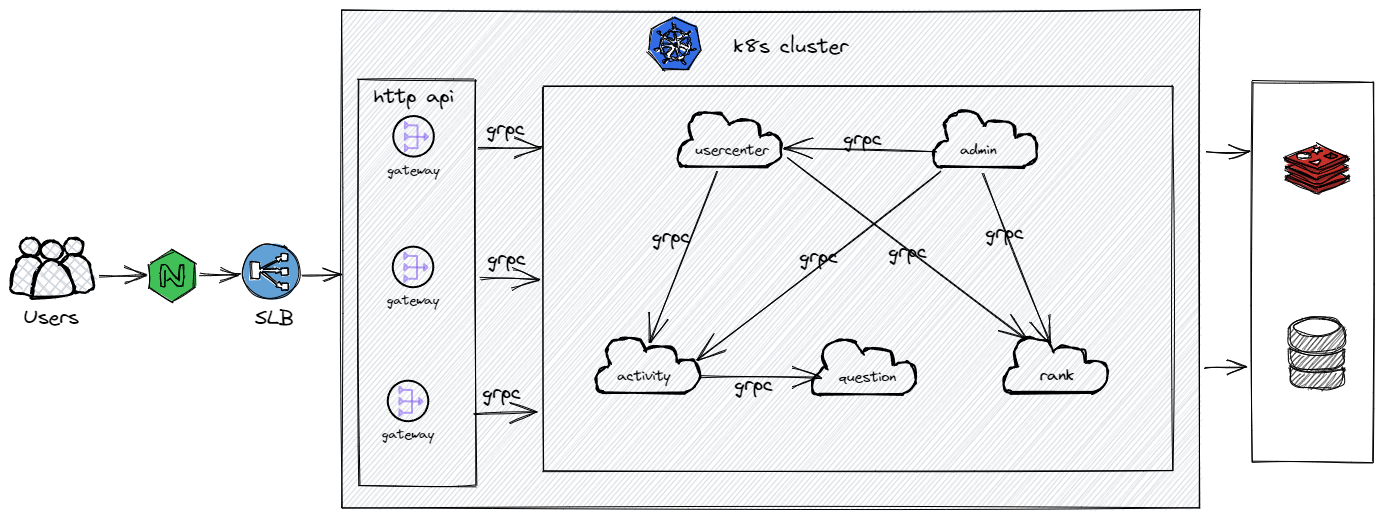 k8s cluster
http api
gateway
gateway
gateway
grpc
grpc
grpc
usercenter
grpc
admin
grpc
grpc
grpc
grpc
activity
grpc
question
rank
Users
N
SLB